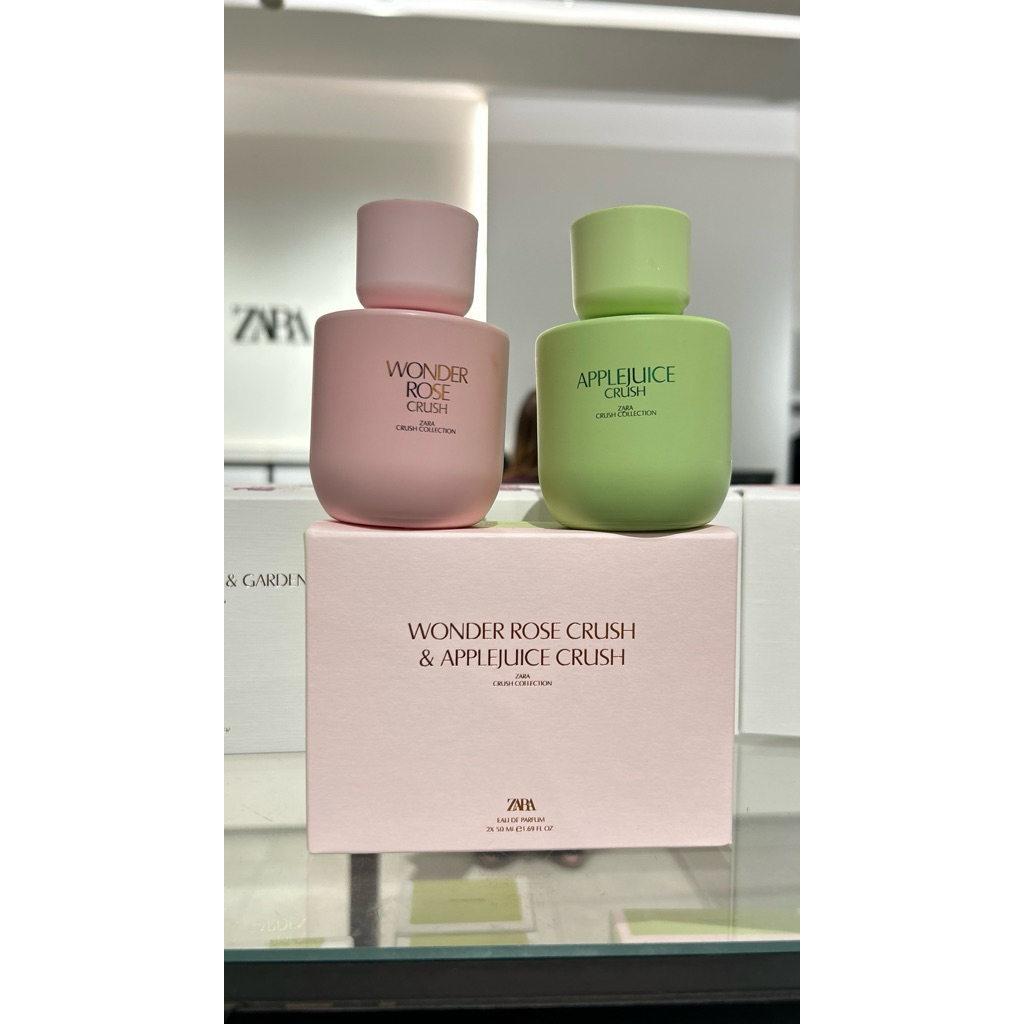 ZARA
WONDER
ROSE
CRUSH
ZARA
CRUSH COLLECTION
APPLEJUICE
CRUSH
ZARA
CRUSH COLLECTION
& GARDEN
WONDER ROSE CRUSH
& APPLEJUICE CRUSH
ZARA
CRUSH COLLECTION
ZARA
EAU DE PARFUM
2X 50 ML ℮ 1.69 FL OZ